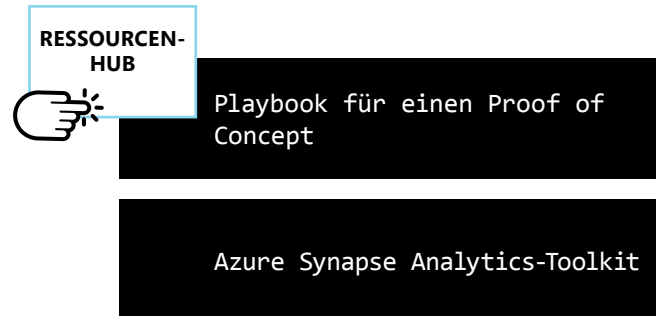 RESSOURCEN-
HUB
Playbook für einen Proof of
Concept
Azure Synapse Analytics-Toolkit